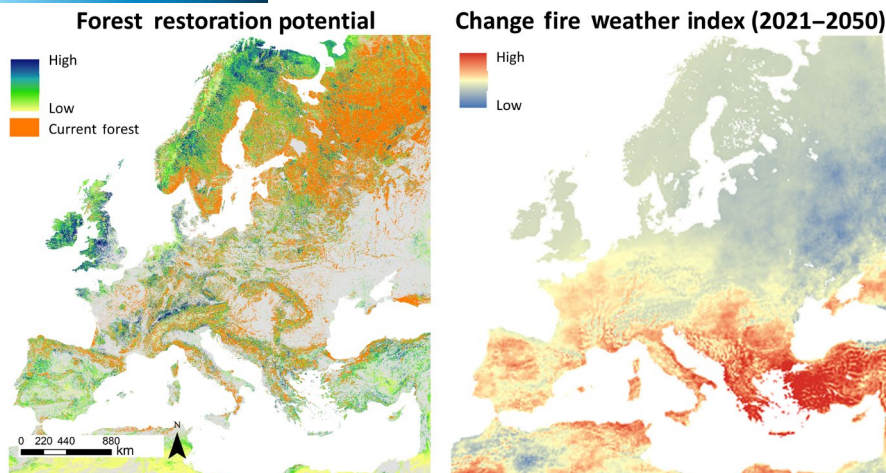 Forest restoration potential
High
Low
Current forest
N
0 220 440 880
km
Change fire weather index (2021–2050)
High
Low